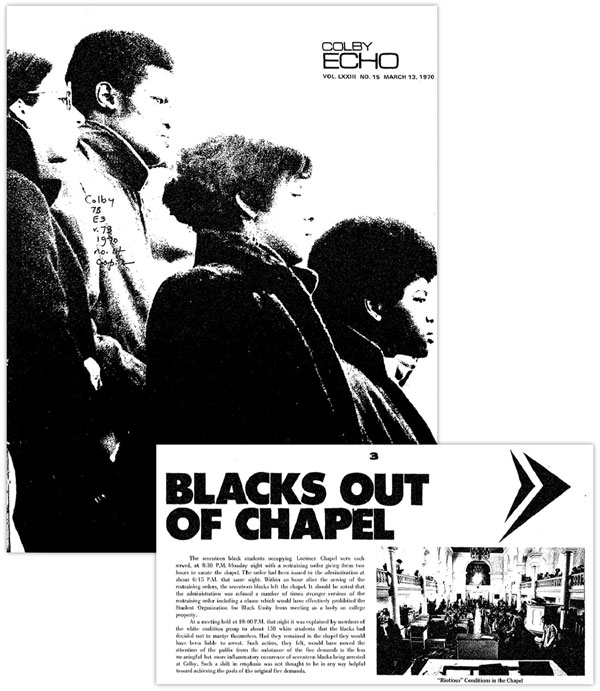 COLBY
ECHO
VOL. LXXIII NO. 15 MARCH 13, 1970
Colby
78
E3
v.73
1970
no. 14
Cop. 2
3
BLACKS OUT
OF CHAPEL
The seventeen black students occupying Lorimer Chapel were each
served, at 8:30 P.M. Monday night with a restraining order giving them two
hours to vacate the chapel. The order had been issued to the administration at
about 6:15 P.M. that same night. Within an hour after the serving of the
restraining orders, the seventeen blacks left the chapel. It should be noted that
the administration was refused a number of times stronger versions of the
restraining order including a clause which would have effectively prohibited the
Student Organization for Black Unity from meeting as a body on college
property.
At a meeting held at 10:00 P.M. that night it was explained by members of
the white coalition group to about 150 white students that the blacks had
decided not to martyr themselves. Had they remained in the chapel they would
have been liable to arrest. Such action, they felt, would have moved the
attention of the public from the substance of the five demands to the less
meaningful but more inflammatory occurrence of seventeen blacks being arrested
at Colby. Such a shift in emphasis was not thought to be in any way helpful
toward achieving the goals of the original five demands.
"Riotious" Conditions in the Chapel